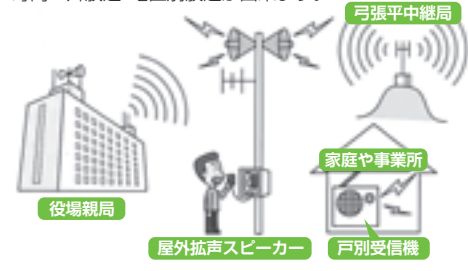 弓張平中継局
家庭や事業所
役場親局
屋外拡声スピーカー
戸別受信機